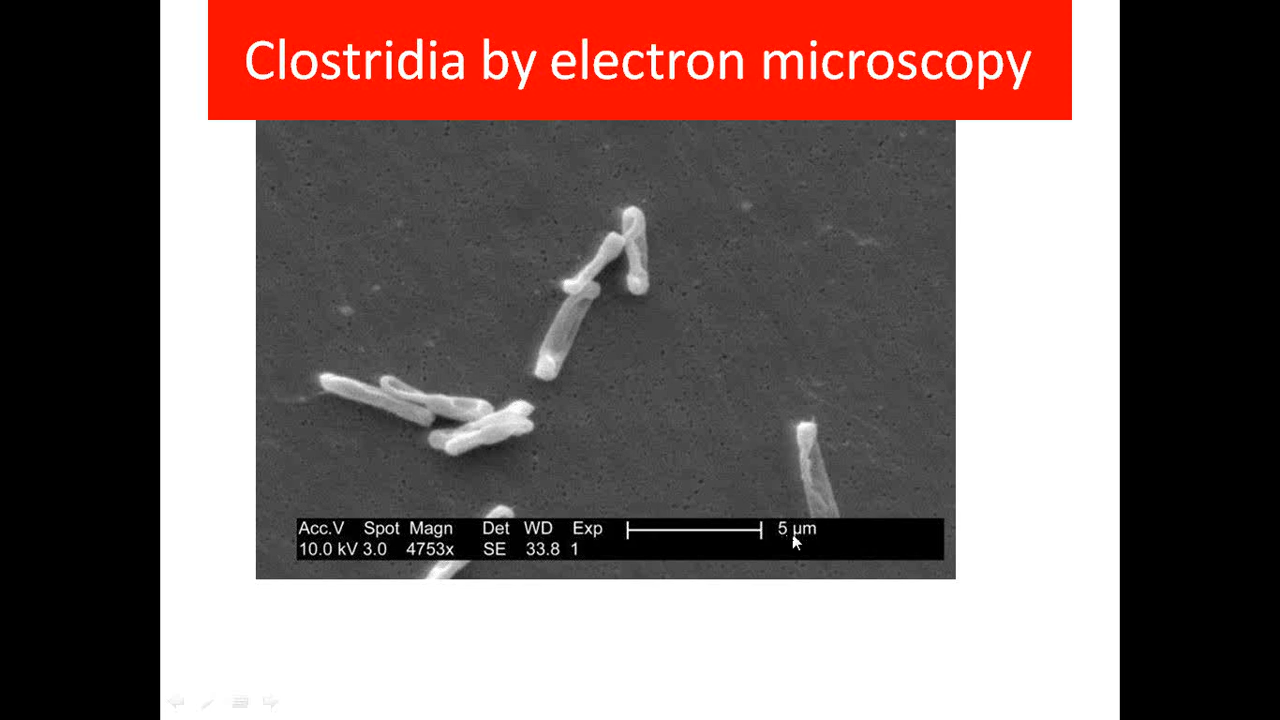 Clostridia by electron microscopy
Acc.V Spot Magn Det WD Exp 5 µm
10.0 kV 3.0 4753x SE 33.8 1